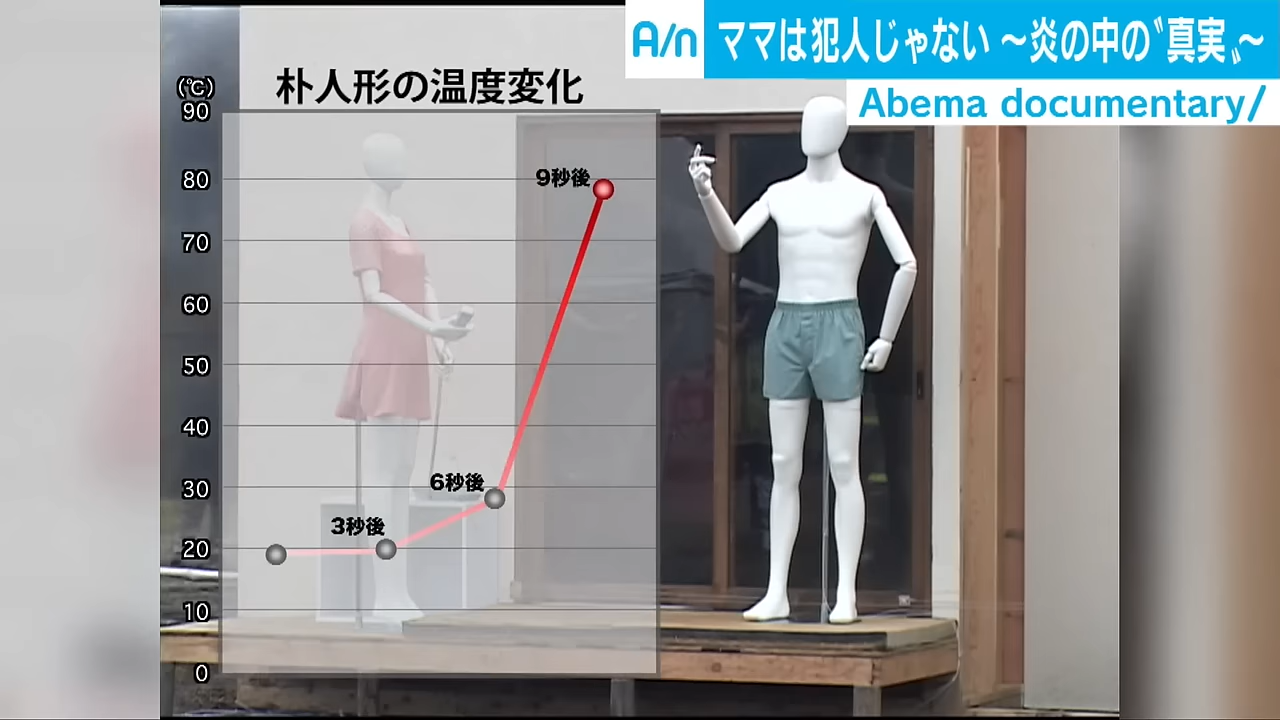 A/n
ママは犯人じゃない ～炎の中の〝真実〟～
Abema documentary/
朴人形の温度変化
(℃)
90
80
70
60
50
40
30
20
10
0
9秒後
6秒後
3秒後